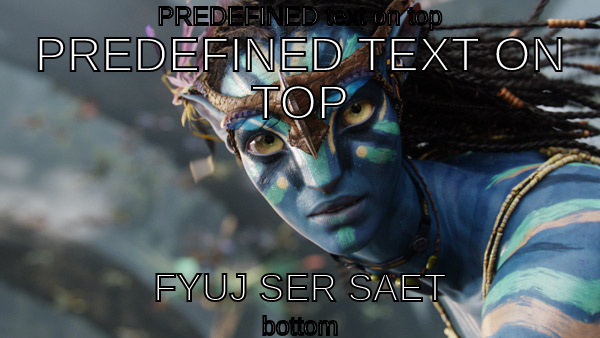 PREDEFINED text on top
PREDEFINED TEXT ON
TOP
FYUJ SER SAET
bottom